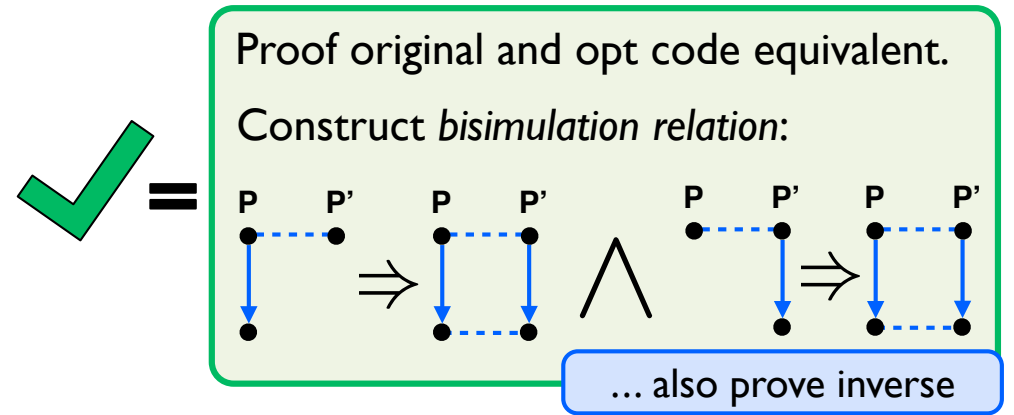 Proof original and opt code equivalent.
Construct bisimulation relation:
=
P P' P P' P P' P P'
⇒ ∧ ⇒
... also prove inverse